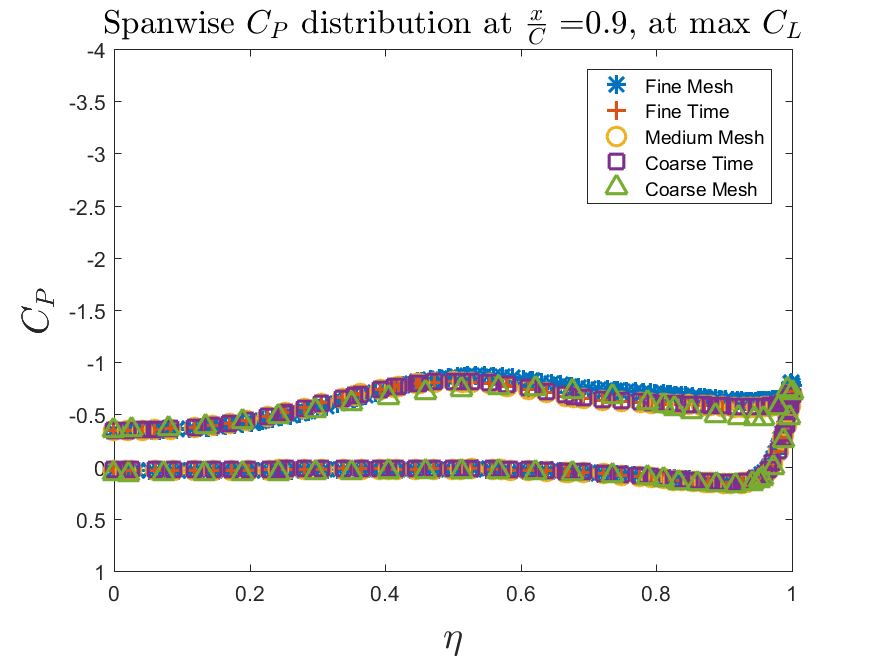 Spanwise C_P distribution at x/C =0.9, at max C_L
-4
-3.5
-3
-2.5
-2
-1.5
-1
-0.5
0
0.5
1
C_P
Fine Mesh
Fine Time
Medium Mesh
Coarse Time
Coarse Mesh
0 0.2 0.4 0.6 0.8 1
η